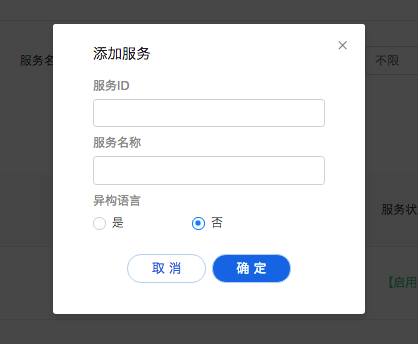 添加服务
服务名
不限
服务ID
服务名称
异构语言
服务状
是 否
取 消 确 定
【启用